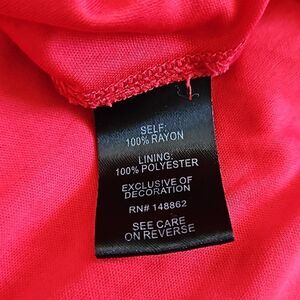 SELF:
100% RAYON
LINING:
100% POLYESTER
EXCLUSIVE OF
DECORATION
RN# 148862
SEE CARE
ON REVERSE